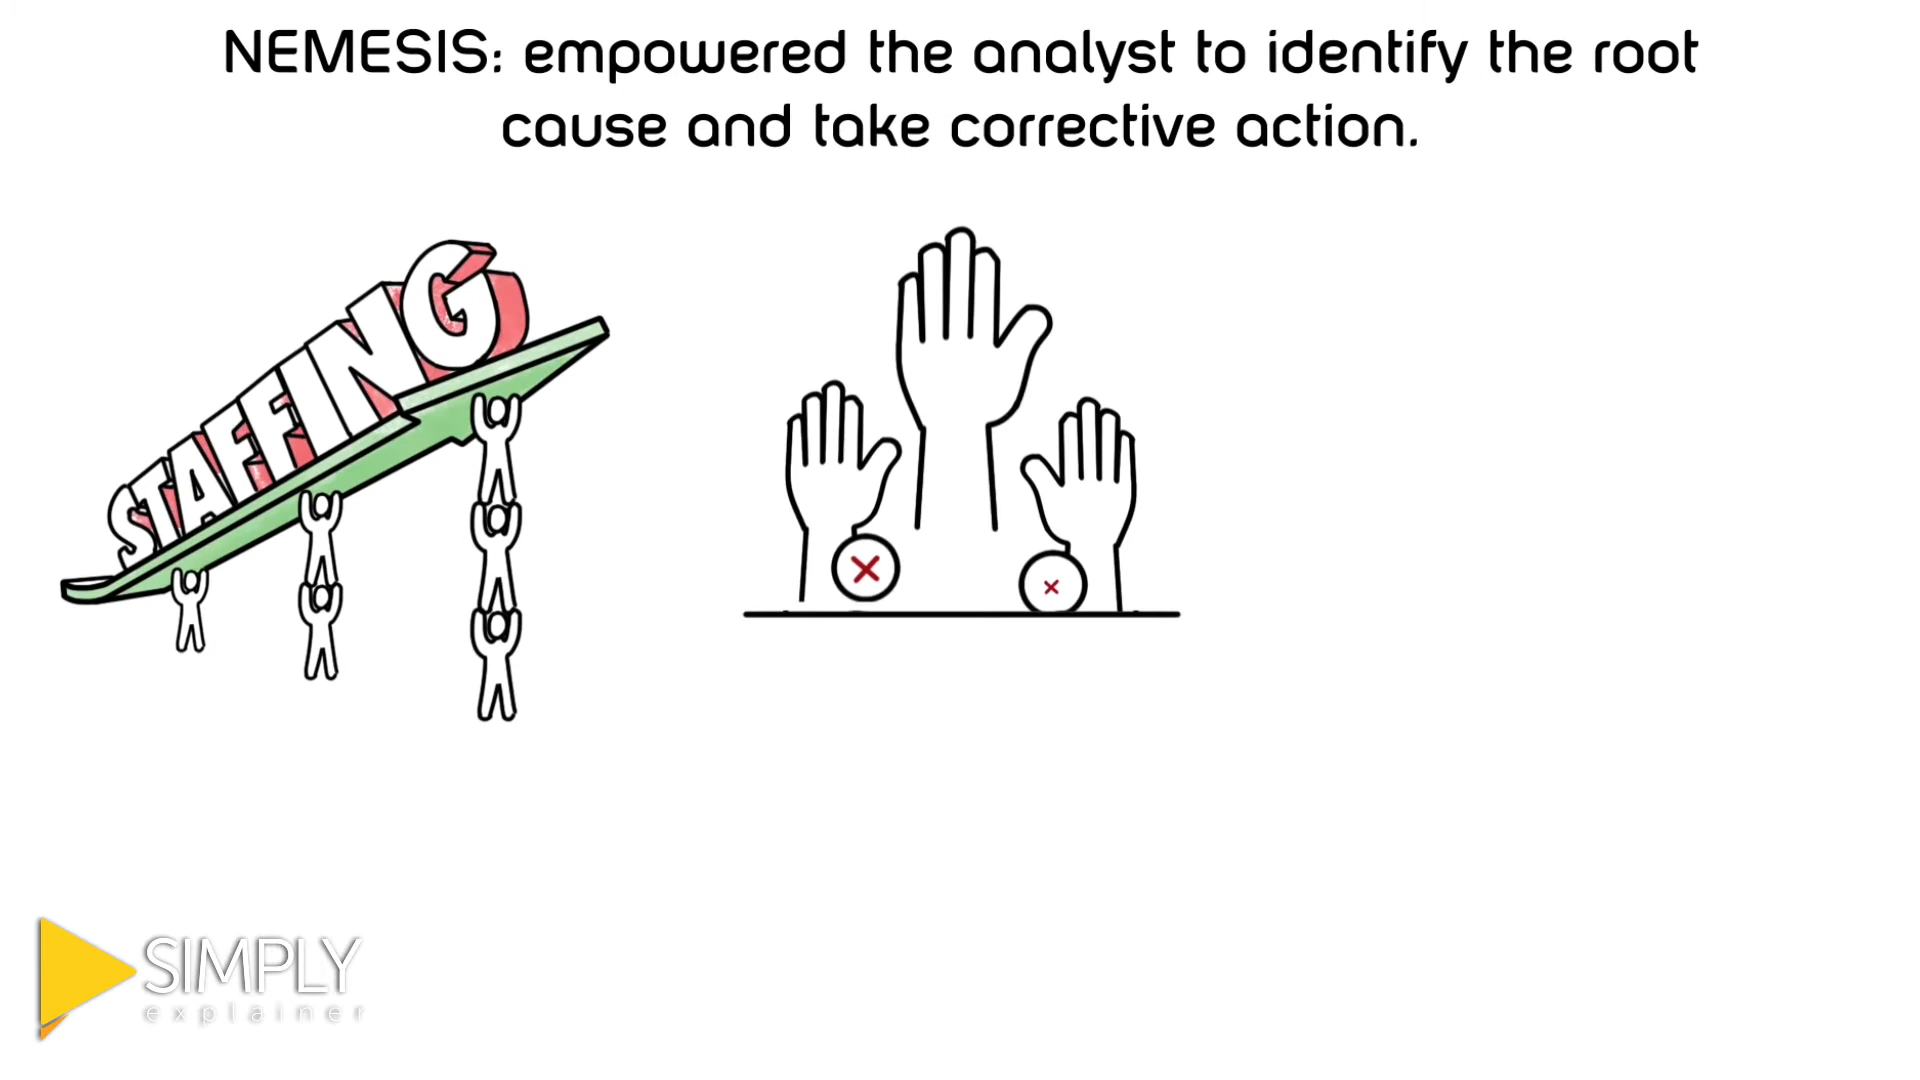 NEMESIS: empowered the analyst to identify the root
cause and take corrective action.
STAFFING
SIMPLY
explainer